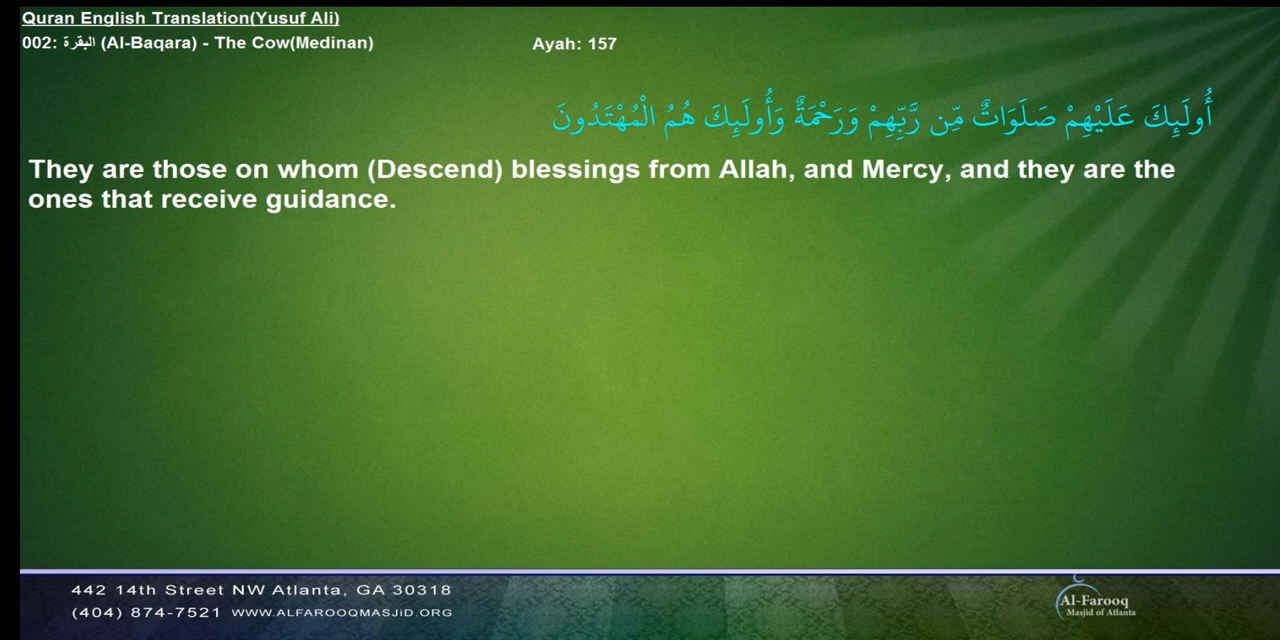 Quran English Translation(Yusuf Ali)
002: البقرة (Al-Baqara) - The Cow(Medinan)
Ayah: 157
أُولَئِكَ عَلَيْهِمْ صَلَوَاتٌ مِّن رَّبِّهِمْ وَرَحْمَةٌ وَأُولَئِكَ هُمُ الْمُهْتَدُونَ
They are those on whom (Descend) blessings from Allah, and Mercy, and they are the
ones that receive guidance.
442 14th Street NW Atlanta, GA 30318
(404) 874-7521 WWW.ALFAROOQMASJiD.ORG
Al-Farooq
Masjid of Atlanta